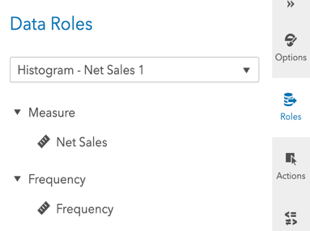 Data Roles
Histogram - Net Sales 1
Measure
Net Sales
Frequency
Frequency
Options
Roles
Actions